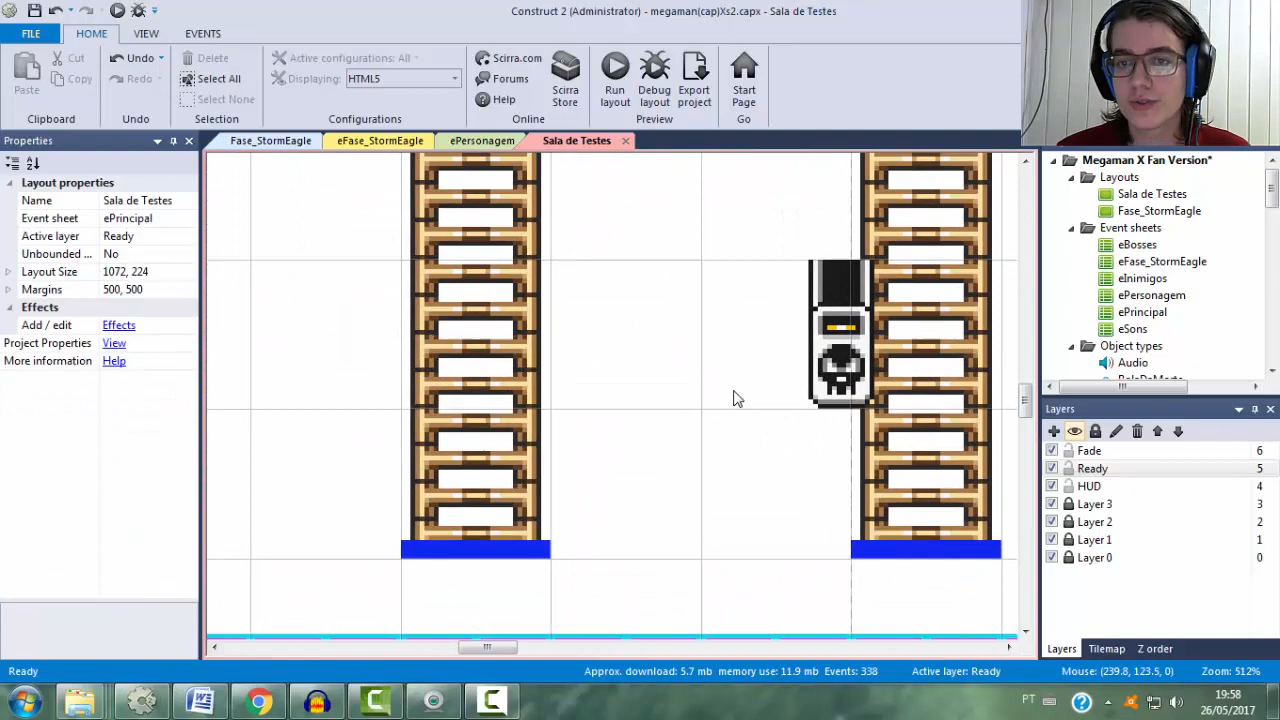 Construct 2 (Administrator) - megaman(cap)Xs2.capx - Sala de Testes
FILE HOME VIEW EVENTS
Paste
Cut
Copy
Clipboard
Undo
Redo
Undo
Delete
Select All
Select None
Selection
Active configurations: All
Displaying: HTML5
Configurations
Scirra.com
Forums
Help
Scirra Store
Online
Run layout
Debug layout
Export project
Preview
Start Page
Go
Properties
Fase_StormEagle eFase_StormEagle ePersonagem Sala de Testes
Layout properties
Name Sala de Testes
Event sheet ePrincipal
Active layer Ready
Unbounded ... No
Layout Size 1072, 224
Margins 500, 500
Effects
Add / edit Effects
Project Properties View
More information Help
Megaman X Fan Version*
Layouts
Sala de Testes
Fase_StormEagle
Event sheets
eBosses
eFase_StormEagle
eInimigos
ePersonagem
ePrincipal
eSons
Object types
Audio
Layers
Fade 6
Ready 5
HUD 4
Layer 3 3
Layer 2 2
Layer 1 1
Layer 0 0
Layers Tilemap Z order
Ready Approx. download: 5.7 mb memory use: 11.9 mb Events: 338 Active layer: Ready Mouse: (239.8, 123.5, 0) Zoom: 512%
PT
19:58
26/05/2017